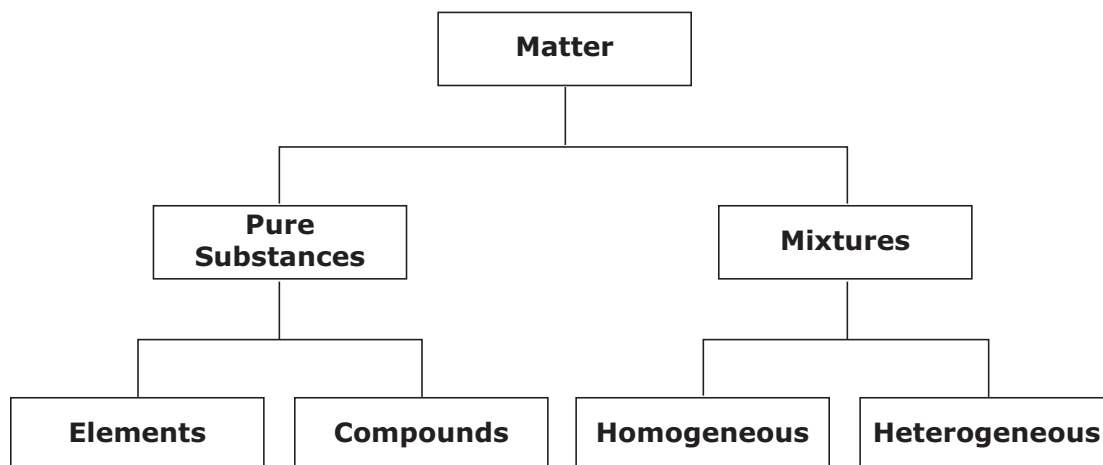 Matter
Pure
Substances
Mixtures
Elements
Compounds
Homogeneous
Heterogeneous